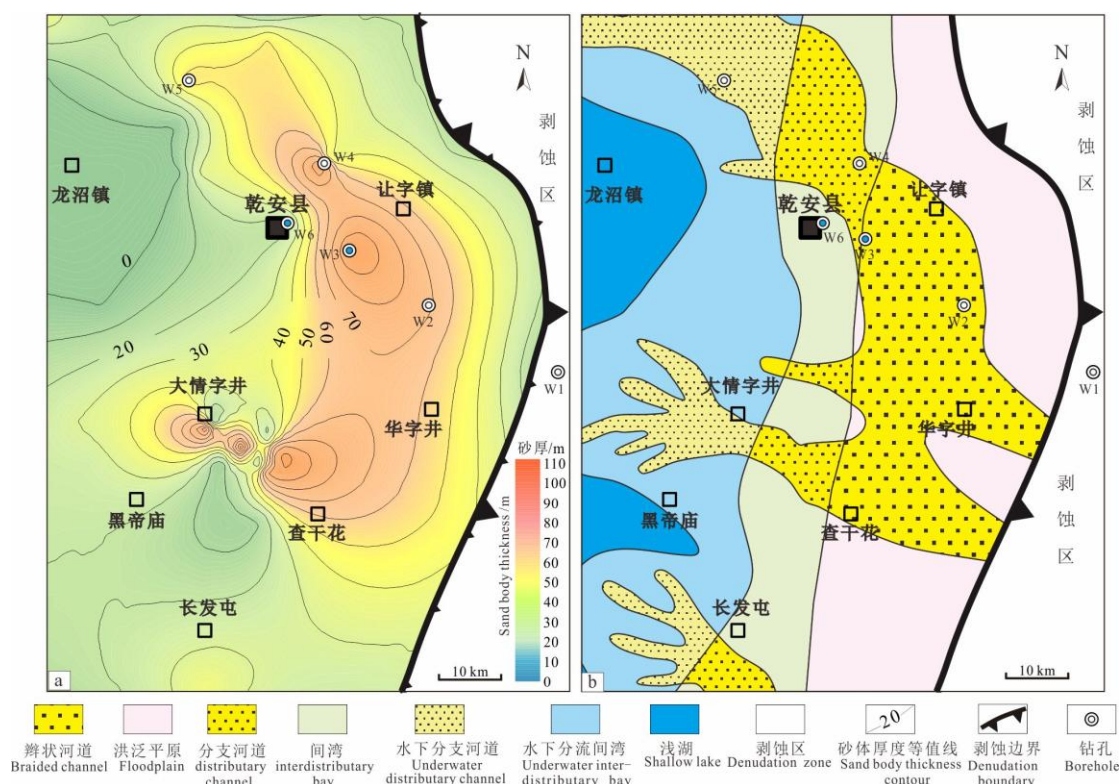 N
剥
蚀
区
W5
W4
龙沼镇
让字镇
乾安县
W6
W3
0
W2
20
30
40
50
60
70
W1
大情字井
华字井
黑帝庙
查干花
长发屯
砂厚/m
Sand body thickness/m
110
100
90
80
70
60
50
40
30
20
10
0
a
10 km
N
剥
蚀
区
W5
W4
龙沼镇
让字镇
乾安县
W6
W3
W2
W1
大情字井
华字井
黑帝庙
查干花
剥
蚀
区
长发屯
b
10 km
辫状河道
Braided channel
洪泛平原
Floodplain
分支河道
distributary
channel
间湾
interdistributary
bay
水下分支河道
Underwater
distributary channel
水下分流间湾
Underwater inter-
distributary bay
浅湖
Shallow lake
剥蚀区
Denudation zone
20
砂体厚度等值线
Sand body thickness
contour
剥蚀边界
Denudation
boundary
钻孔
Borehole